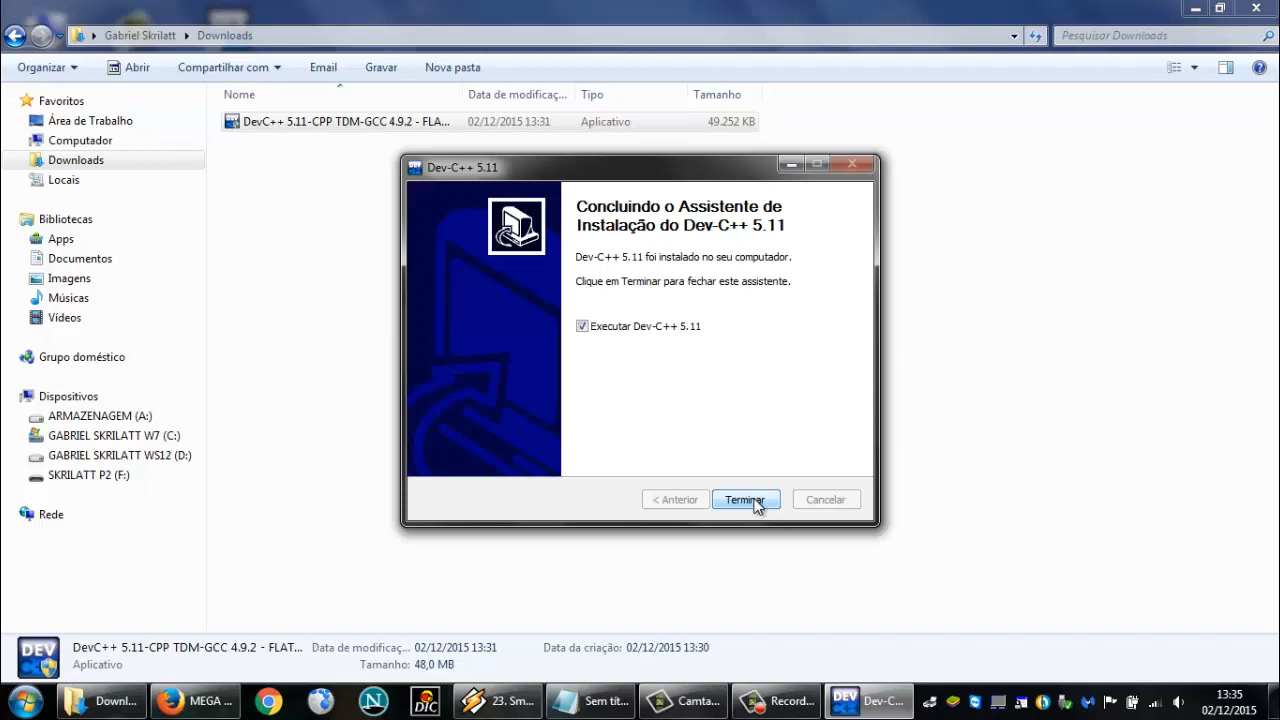 Gabriel Skrilatt Downloads Pesquisar Downloads
Organizar Abrir Compartilhar com Email Gravar Nova pasta
Favoritos
Área de Trabalho
Computador
Downloads
Locais
Bibliotecas
Apps
Documentos
Imagens
Músicas
Vídeos
Grupo doméstico
Dispositivos
ARMAZENAGEM (A:)
GABRIEL SKRILATT W7 (C:)
GABRIEL SKRILATT WS12 (D:)
SKRILATT P2 (F:)
Rede
Nome Data de modificaç... Tipo Tamanho
DevC++ 5.11-CPP TDM-GCC 4.9.2 - FLA... 02/12/2015 13:31 Aplicativo 49.252 KB
Dev-C++ 5.11
Concluindo o Assistente de
Instalação do Dev-C++ 5.11
Dev-C++ 5.11 foi instalado no seu computador.
Clique em Terminar para fechar este assistente.
Executar Dev-C++ 5.11
< Anterior Terminar Cancelar
DEV
DevC++ 5.11-CPP TDM-GCC 4.9.2 - FLAT... Data de modificaç... 02/12/2015 13:31 Data da criação: 02/12/2015 13:30
Aplicativo Tamanho: 48,0 MB
Downl... MEGA ... DIC 23. Sm... Sem tít... Camta... Record... DEV Dev-C...
13:35
02/12/2015